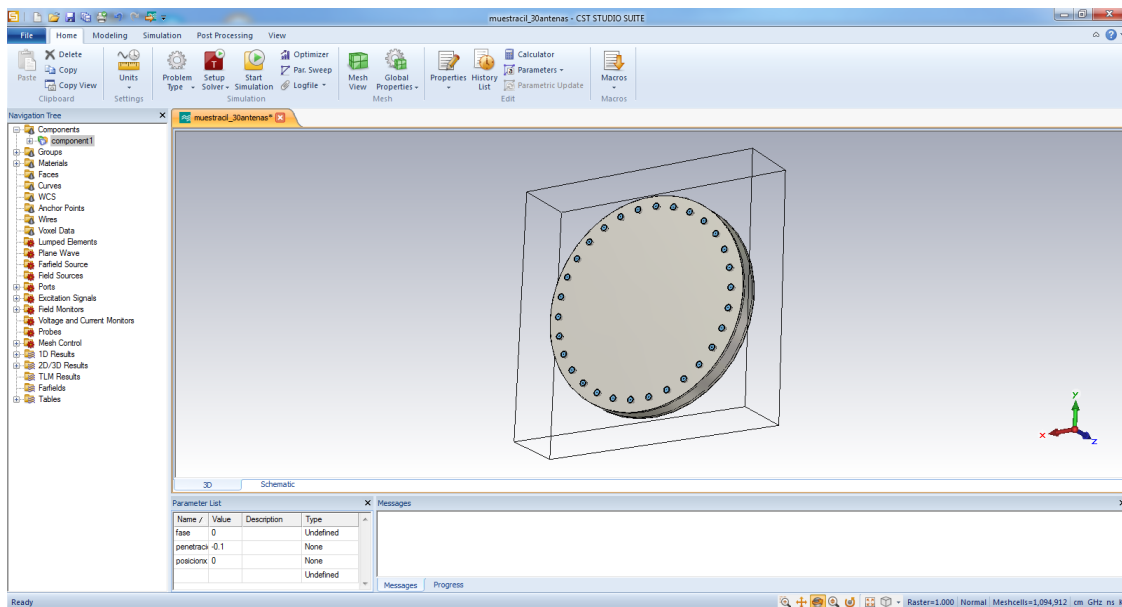 muestracil_30antenas - CST STUDIO SUITE
File Home Modeling Simulation Post Processing View
Paste
Delete
Copy
Copy View
Clipboard
Units
Settings
Problem Type
Setup Solver
Start Simulation
Optimizer
Par. Sweep
Logfile
Simulation
Mesh View
Global Properties
Mesh
Properties
History List
Calculator
Parameters
Parametric Update
Edit
Macros
Macros
Navigation Tree
Components
component1
Groups
Materials
Faces
Curves
WCS
Anchor Points
Wires
Voxel Data
Lumped Elements
Plane Wave
Farfield Source
Field Sources
Ports
Excitation Signals
Field Monitors
Voltage and Current Monitors
Probes
Mesh Control
1D Results
2D/3D Results
TLM Results
Farfields
Tables
muestracil_30antenas*
y
x
z
3D Schematic
Parameter List
Name / Value Description Type
fase 0 Undefined
penetraci -0.1 None
posicionx 0 None
Undefined
Messages
Messages Progress
Ready
Raster=1.000 Normal Meshcells=1,094,912 cm GHz ns